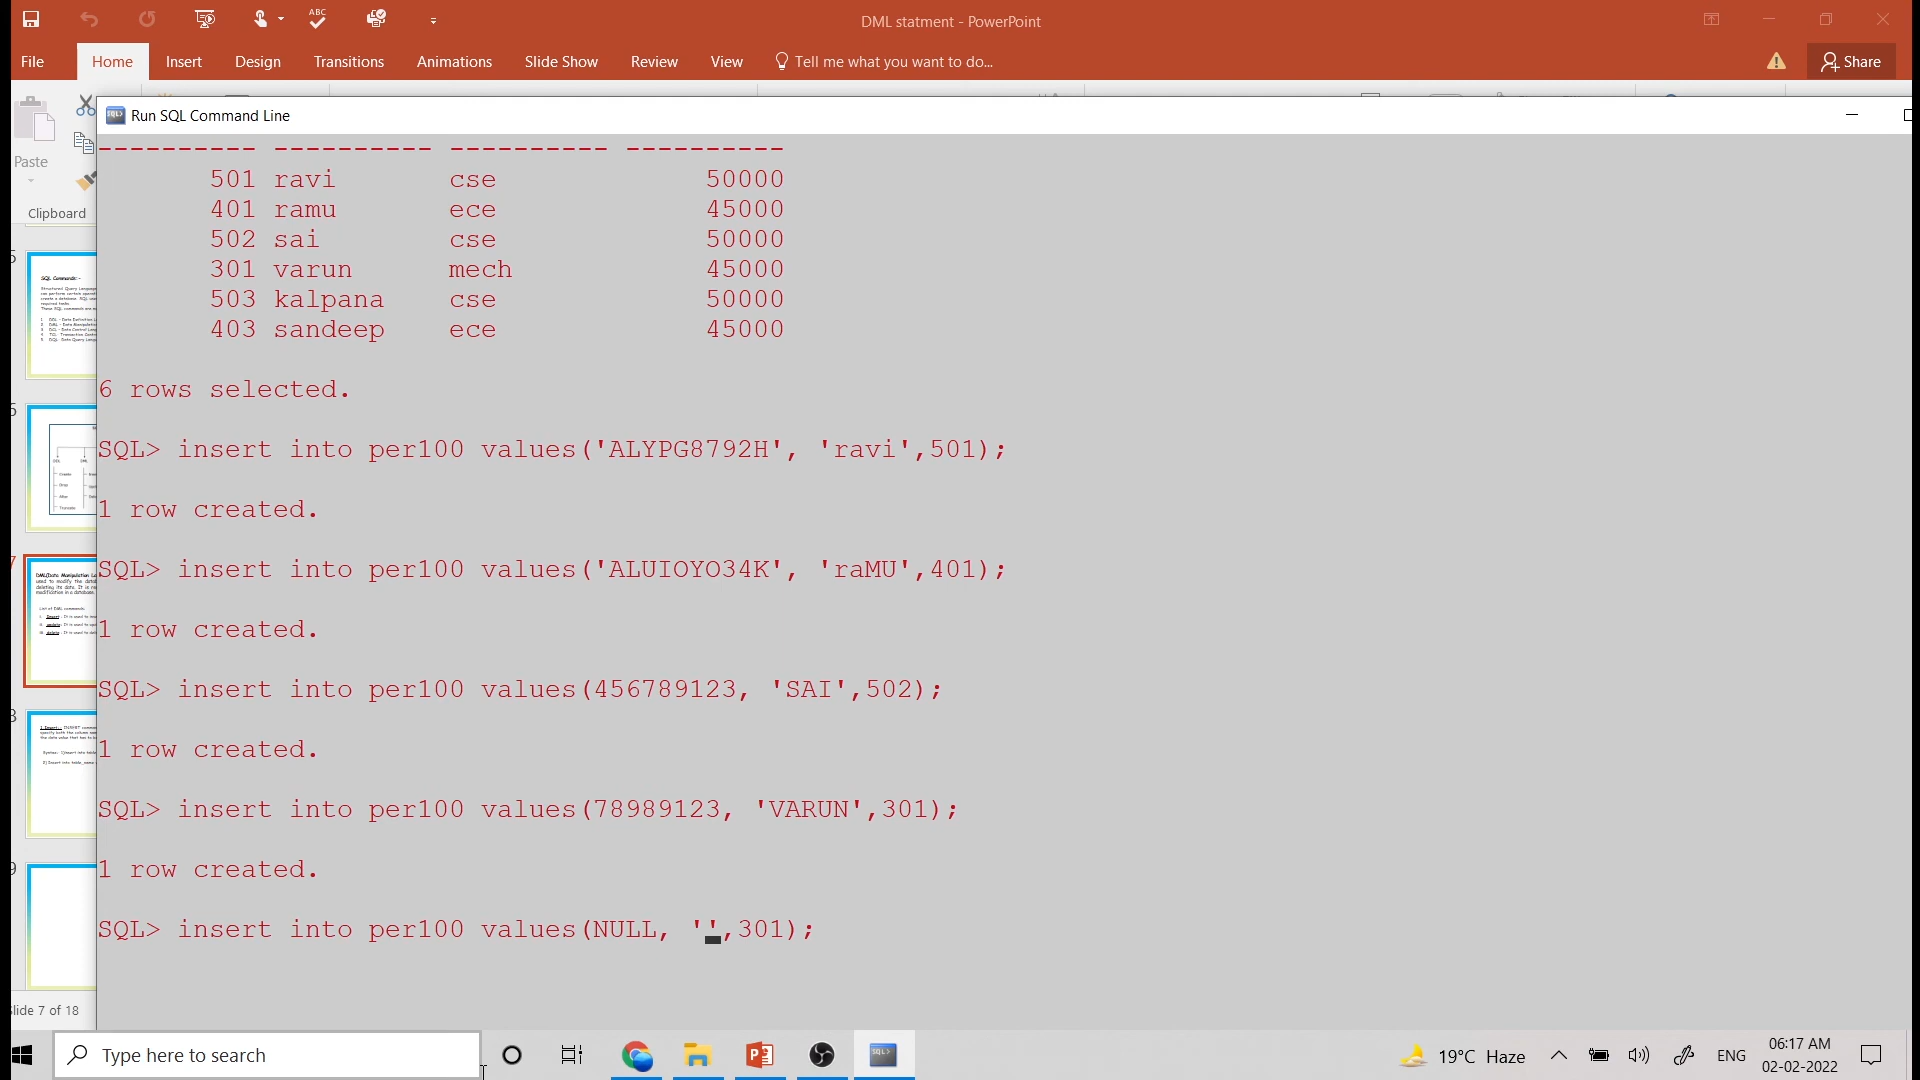 DML statment - PowerPoint
File Home Insert Design Transitions Animations Slide Show Review View Tell me what you want to do... Share
ABC
Paste
Clipboard
Run SQL Command Line
---------- ---------- ---------- ----------
501 ravi cse 50000
401 ramu ece 45000
502 sai cse 50000
301 varun mech 45000
503 kalpana cse 50000
403 sandeep ece 45000
6 rows selected.
SQL> insert into per100 values('ALYPG8792H', 'ravi',501);
1 row created.
SQL> insert into per100 values('ALUIOYO34K', 'raMU',401);
1 row created.
SQL> insert into per100 values(456789123, 'SAI',502);
1 row created.
SQL> insert into per100 values(78989123, 'VARUN',301);
1 row created.
SQL> insert into per100 values(NULL, '',301);
SQL Commands:-
Slide 7 of 18
Type here to search
19°C Haze
ENG
06:17 AM
02-02-2022